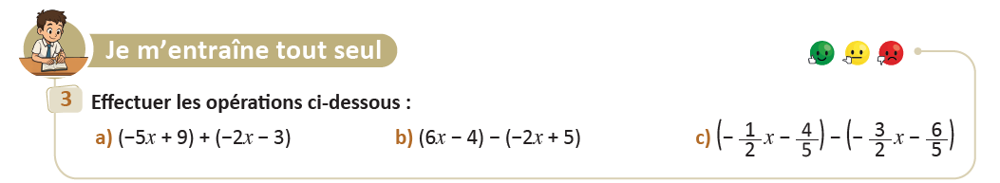 Je m'entraîne tout seul
3 Effectuer les opérations ci-dessous :
a) (−5x + 9) + (−2x − 3) b) (6x − 4) − (−2x + 5) c) (− 1/2 x − 4/5) − (− 3/2 x − 6/5)